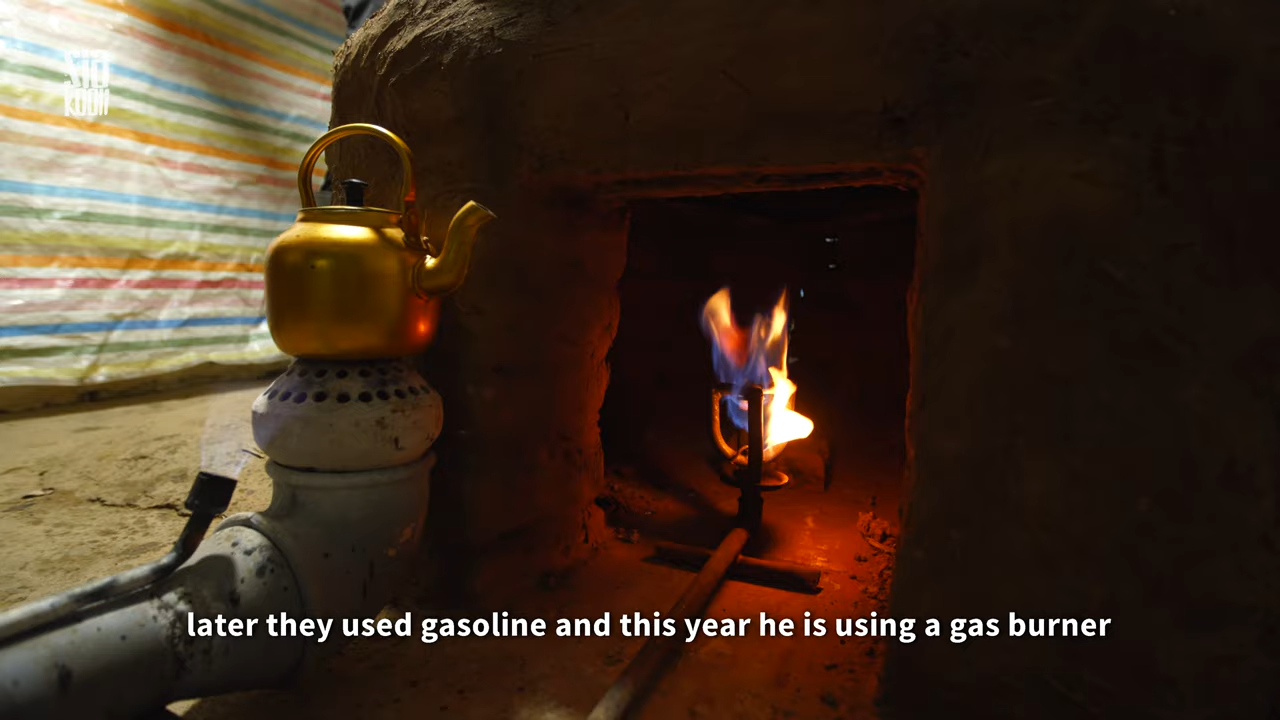 later they used gasoline and this year he is using a gas burner